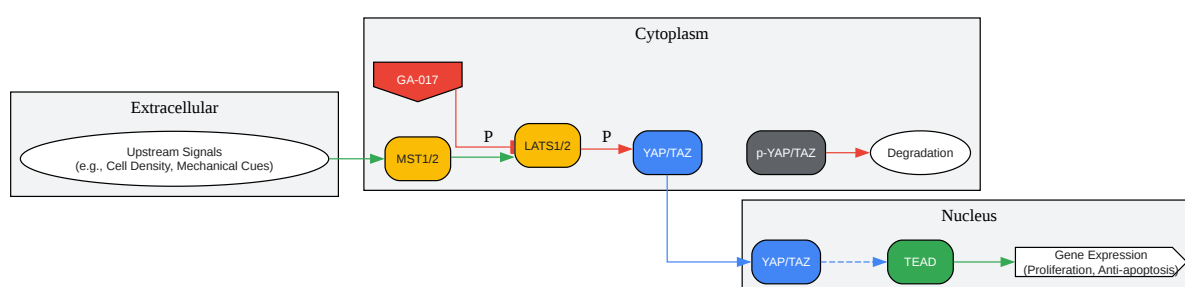 Cytoplasm
GA-017
Extracellular
Upstream Signals
(e.g., Cell Density, Mechanical Cues)
MST1/2
P
LATS1/2
P
YAP/TAZ
p-YAP/TAZ
Degradation
Nucleus
YAP/TAZ
TEAD
Gene Expression
(Proliferation, Anti-apoptosis)